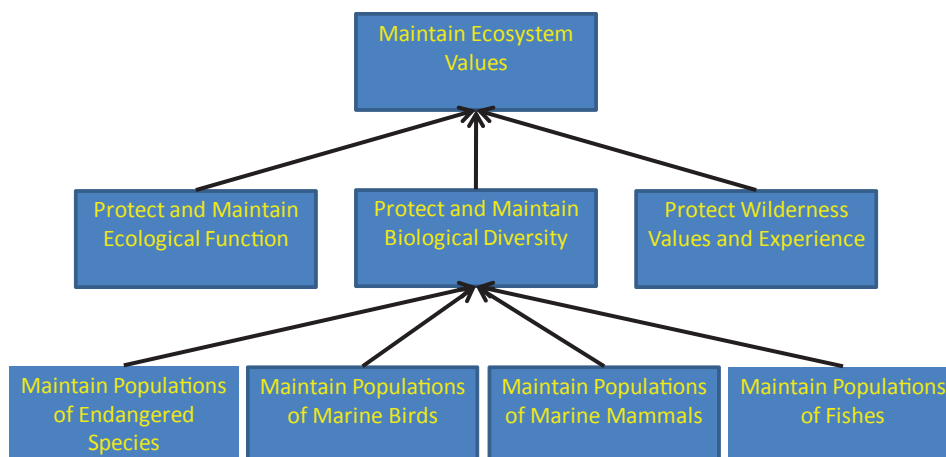 Maintain Ecosystem
Values
Protect and Maintain
Ecological Function
Protect and Maintain
Biological Diversity
Protect Wilderness
Values and Experience
Maintain Populations
of Endangered
Species
Maintain Populations
of Marine Birds
Maintain Populations
of Marine Mammals
Maintain Populations
of Fishes